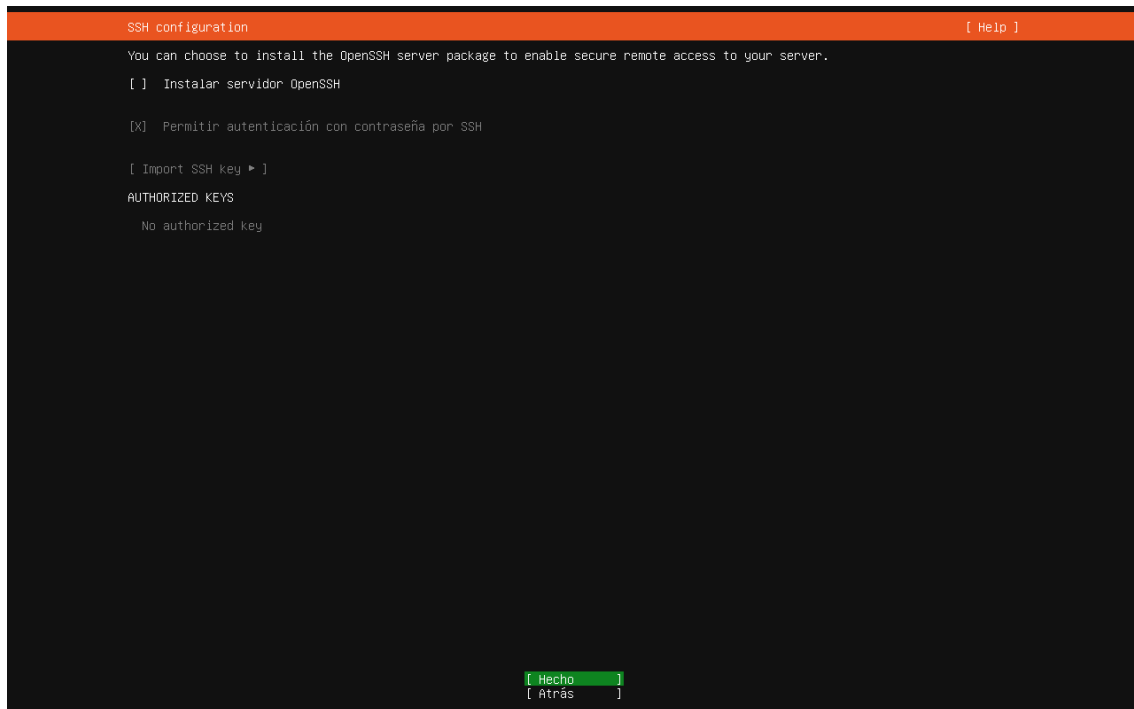 SSH configuration [ Help ]
You can choose to install the OpenSSH server package to enable secure remote access to your server.
[ ] Instalar servidor OpenSSH
[X] Permitir autenticación con contraseña por SSH
[ Import SSH key ▸ ]
AUTHORIZED KEYS
No authorized key
[ Hecho ]
[ Atrás ]